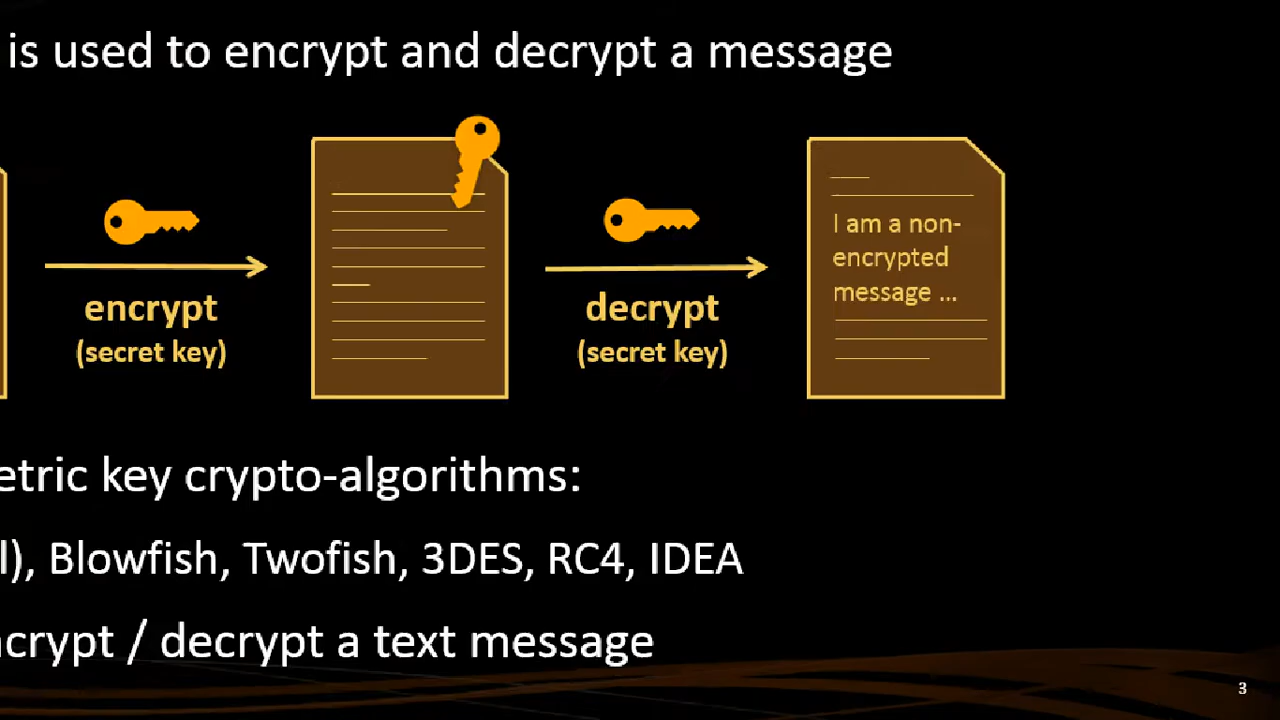 is used to encrypt and decrypt a message
encrypt
(secret key)
decrypt
(secret key)
I am a non-
encrypted
message ...
etric key crypto-algorithms:
l), Blowfish, Twofish, 3DES, RC4, IDEA
ncrypt / decrypt a text message
3